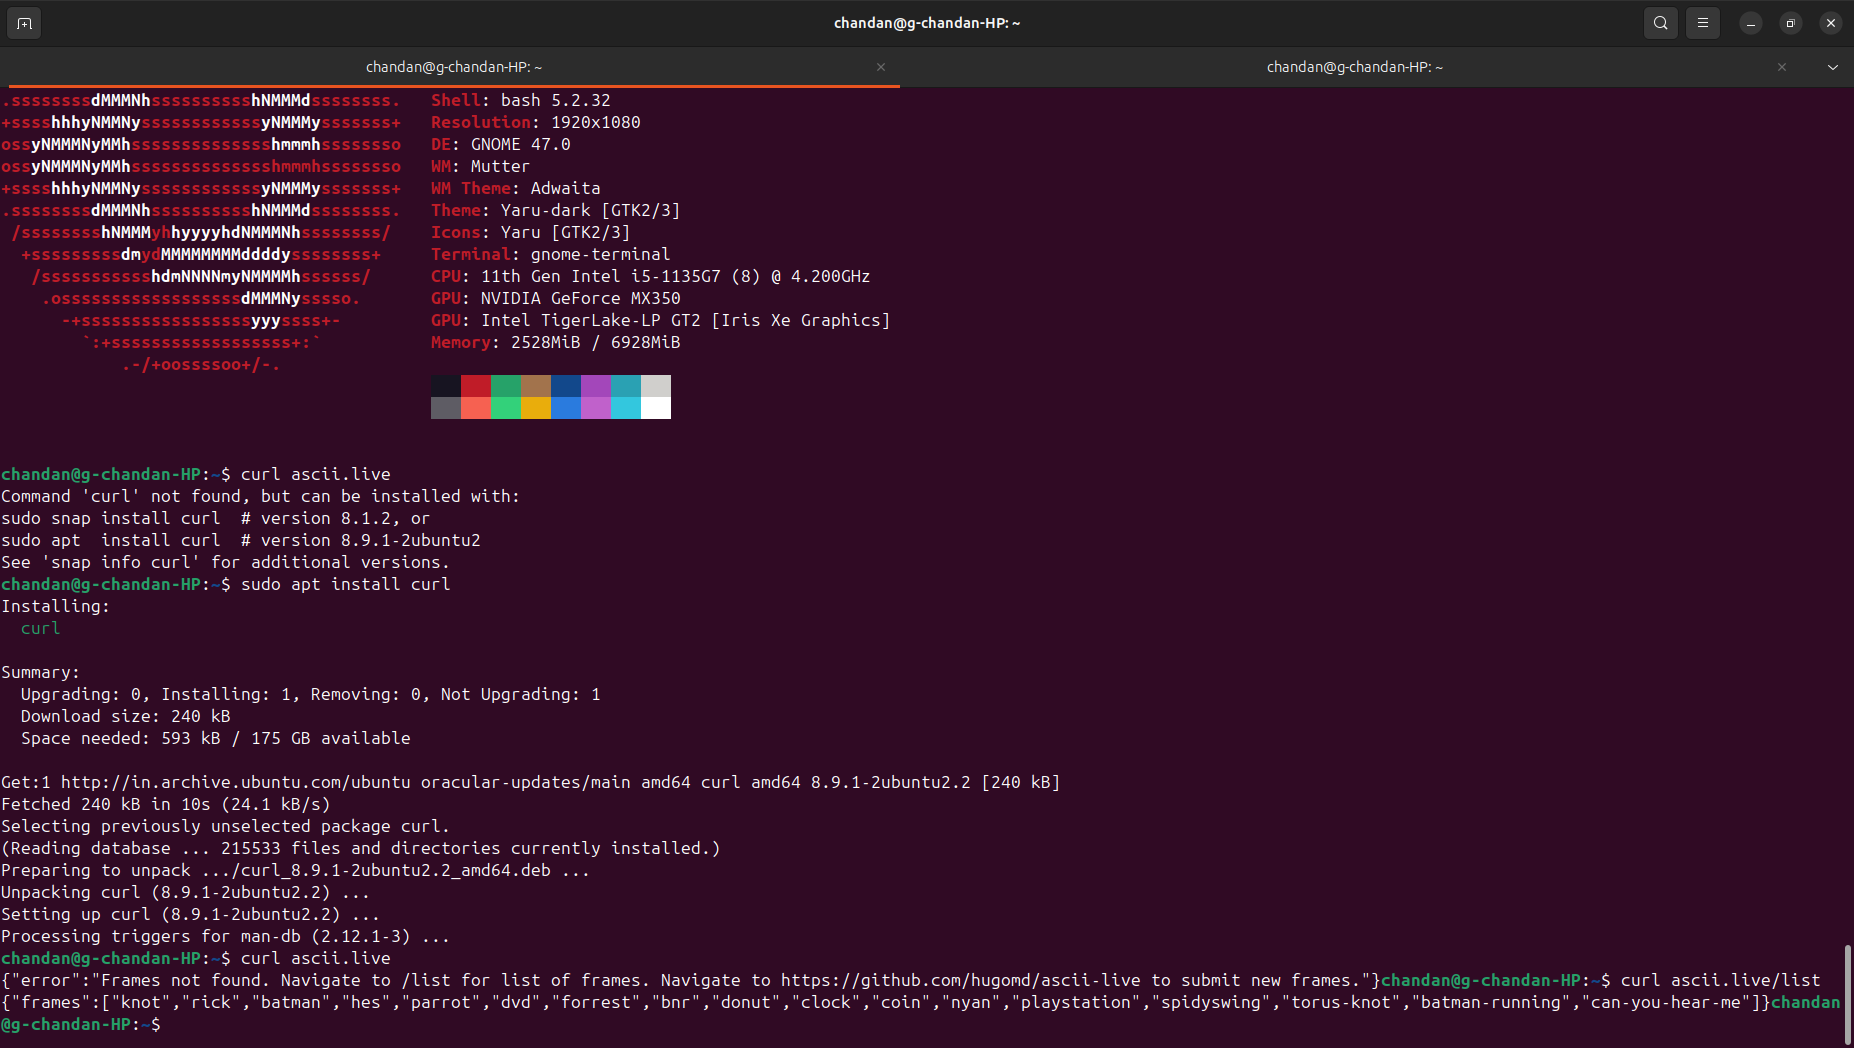 chandan@g-chandan-HP: ~
chandan@g-chandan-HP: ~
chandan@g-chandan-HP: ~
.ssssssssdMMMNhsssssssssshNMMMdssssssss.   Shell: bash 5.2.32
+sssshhhyNMMNyssssssssssssyNMMMysssssss+   Resolution: 1920x1080
ossyNMMMNyMMhsssssssssssssshmmmhssssssso   DE: GNOME 47.0
ossyNMMMNyMMhsssssssssssssshmmmhssssssso   WM: Mutter
+sssshhhyNMMNyssssssssssssyNMMMysssssss+   WM Theme: Adwaita
.ssssssssdMMMNhsssssssssshNMMMdssssssss.   Theme: Yaru-dark [GTK2/3]
 /sssssssshNMMMyhhyyyyhdNMMMNhssssssss/    Icons: Yaru [GTK2/3]
  +sssssssssdmydMMMMMMMMddddyssssssss+     Terminal: gnome-terminal
   /ssssssssssshdmNNNNmyNMMMMhssssss/      CPU: 11th Gen Intel i5-1135G7 (8) @ 4.200GHz
    .ossssssssssssssssssdMMMNysssso.       GPU: NVIDIA GeForce MX350
      -+sssssssssssssssssyyyssss+-         GPU: Intel TigerLake-LP GT2 [Iris Xe Graphics]
        `:+ssssssssssssssssss+:`           Memory: 2528MiB / 6928MiB
            .-/+oossssoo+/-.
chandan@g-chandan-HP:~$ curl ascii.live
Command 'curl' not found, but can be installed with:
sudo snap install curl  # version 8.1.2, or
sudo apt  install curl  # version 8.9.1-2ubuntu2
See 'snap info curl' for additional versions.
chandan@g-chandan-HP:~$ sudo apt install curl
Installing:
  curl
Summary:
  Upgrading: 0, Installing: 1, Removing: 0, Not Upgrading: 1
  Download size: 240 kB
  Space needed: 593 kB / 175 GB available
Get:1 http://in.archive.ubuntu.com/ubuntu oracular-updates/main amd64 curl amd64 8.9.1-2ubuntu2.2 [240 kB]
Fetched 240 kB in 10s (24.1 kB/s)
Selecting previously unselected package curl.
(Reading database ... 215533 files and directories currently installed.)
Preparing to unpack .../curl_8.9.1-2ubuntu2.2_amd64.deb ...
Unpacking curl (8.9.1-2ubuntu2.2) ...
Setting up curl (8.9.1-2ubuntu2.2) ...
Processing triggers for man-db (2.12.1-3) ...
chandan@g-chandan-HP:~$ curl ascii.live
{"error":"Frames not found. Navigate to /list for list of frames. Navigate to https://github.com/hugomd/ascii-live to submit new frames."}chandan@g-chandan-HP:~$ curl ascii.live/list
{"frames":["knot","rick","batman","hes","parrot","dvd","forrest","bnr","donut","clock","coin","nyan","playstation","spidyswing","torus-knot","batman-running","can-you-hear-me"]}chandan
@g-chandan-HP:~$